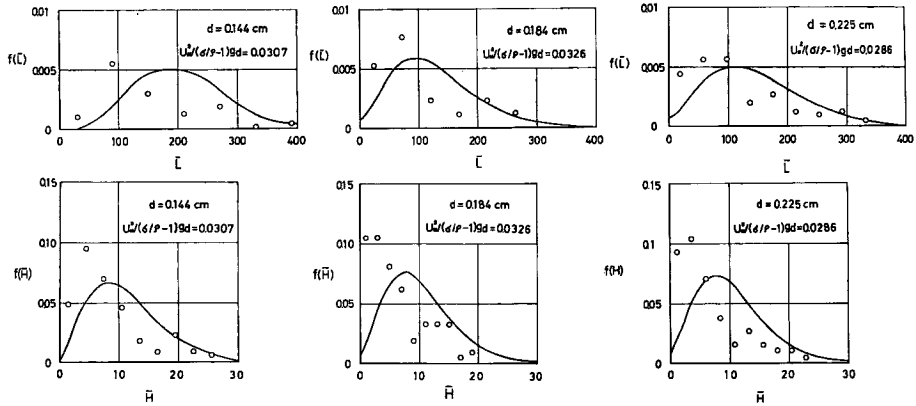 0.01
f(L̄)
0.005
0
d = 0.144 cm
U*²/(σ/ρ-1)gd = 0.0307
0 100 200 300 400
L̄
0.01
f(L̄)
0.005
0
d = 0.184 cm
U*²/(σ/ρ-1)gd = 0.0326
0 100 200 300 400
L̄
0.01
f(L̄)
0.005
0
d = 0.225 cm
U*²/(σ/ρ-1)gd = 0.0286
0 100 200 300 400
L̄
0.15
0.10
f(H̄)
0.05
0
d = 0.144 cm
U*²/(σ/ρ-1)gd = 0.0307
0 10 20 30
H̄
0.15
0.10
f(H̄)
0.05
0
d = 0.184 cm
U*²/(σ/ρ-1)gd = 0.0326
0 10 20 30
H̄
0.15
0.1
f(H)
0.05
0
d = 0.225 cm
U*²/(σ/ρ-1)gd = 0.0286
0 10 20 30
H̄